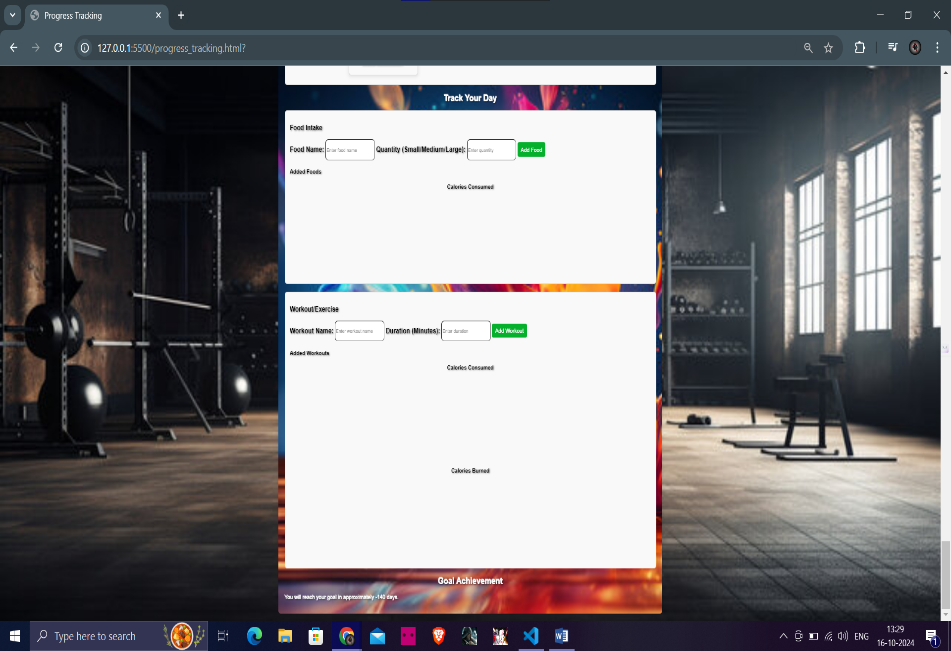 Progress Tracking
127.0.0.1:5500/progress_tracking.html?
Track Your Day
Food Intake
Food Name: Enter food name Quantity (Small/Medium/Large): Enter quantity Add Food
Added Foods
Calories Consumed
Workout/Exercise
Workout Name: Enter workout name Duration (Minutes): Enter duration Add Workout
Added Workouts
Calories Consumed
Calories Burned
Goal Achievement
You will reach your goal in approximately -140 days.
Type here to search
ENG
13:29
16-10-2024
1